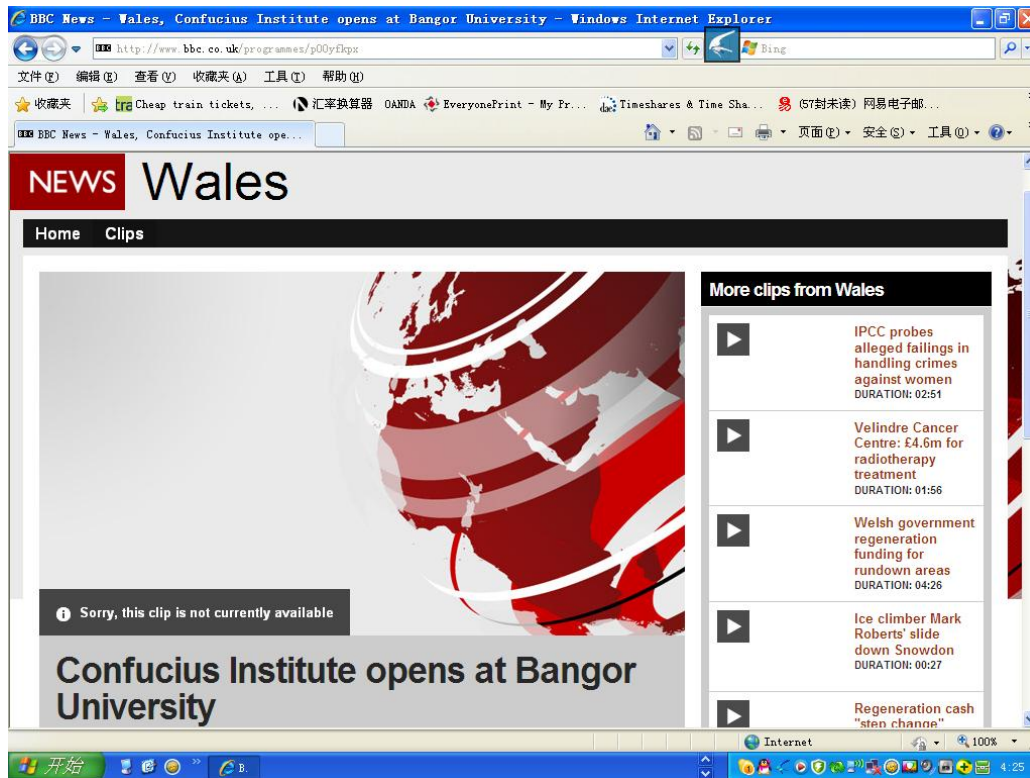 BBC News - Wales, Confucius Institute opens at Bangor University - Windows Internet Explorer
http://www.bbc.co.uk/programmes/p00yfkpx
Bing
文件(F) 编辑(E) 查看(V) 收藏夹(A) 工具(T) 帮助(H)
收藏夹 tra Cheap train tickets, ... 汇率换算器 OANDA EveryonePrint - My Pr... Timeshares & Time Sha... 易 (57封未读) 网易电子邮...
BBC News - Wales, Confucius Institute ope... 页面(P) 安全(S) 工具(O)
NEWS Wales
Home Clips
More clips from Wales
IPCC probes
alleged failings in
handling crimes
against women
DURATION: 02:51
Velindre Cancer
Centre: £4.6m for
radiotherapy
treatment
DURATION: 01:56
Welsh government
regeneration
funding for
rundown areas
DURATION: 04:26
Ice climber Mark
Roberts' slide
down Snowdon
DURATION: 00:27
Regeneration cash
"step change"
Sorry, this clip is not currently available
Confucius Institute opens at Bangor
University
Internet 100%
开始 B. 4:25